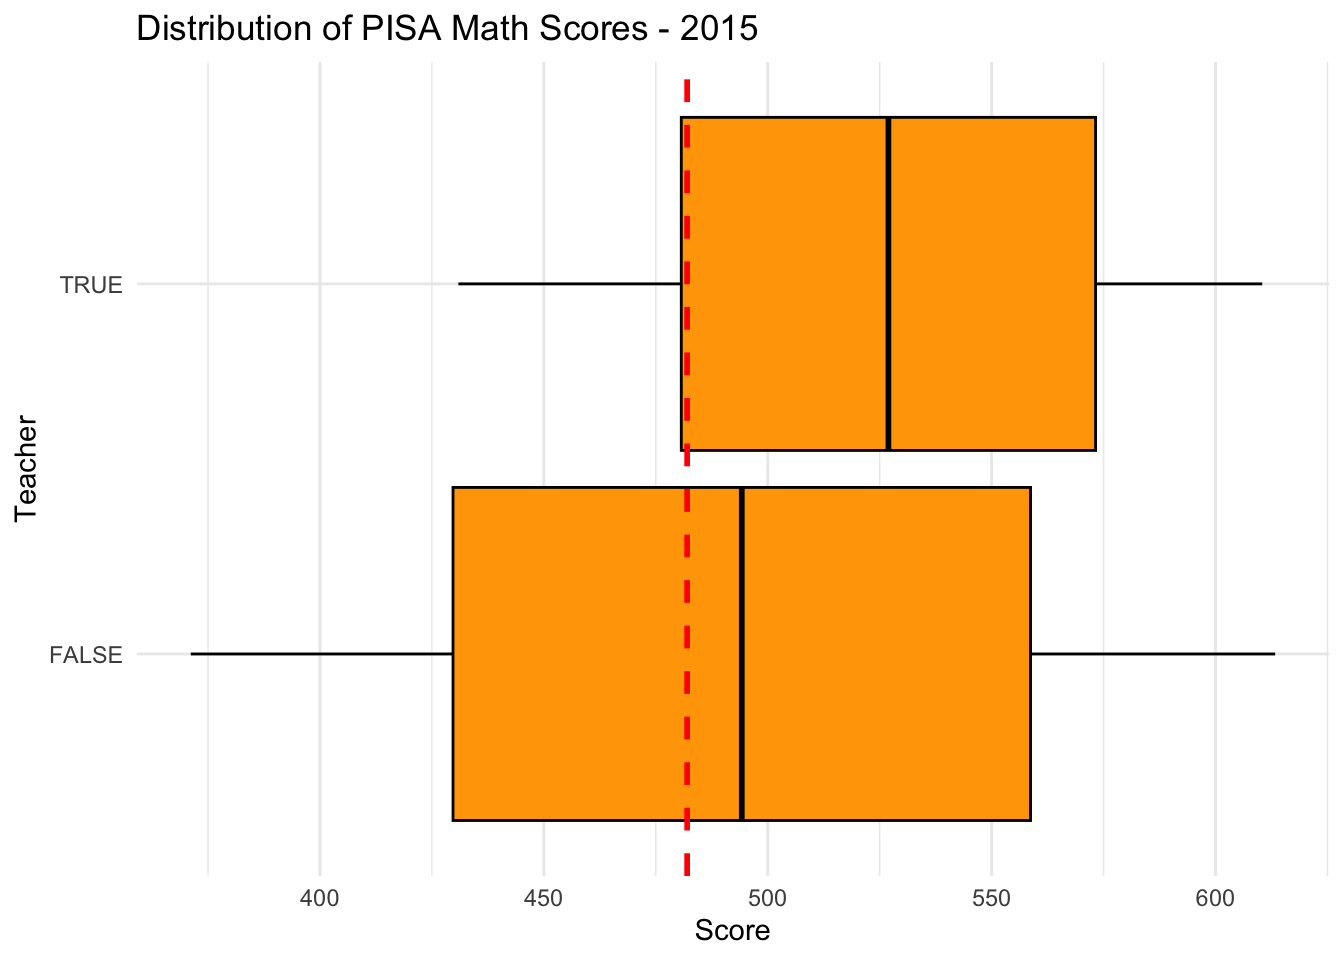 Distribution of PISA Math Scores - 2015
Teacher
TRUE
FALSE
400 450 500 550 600
Score